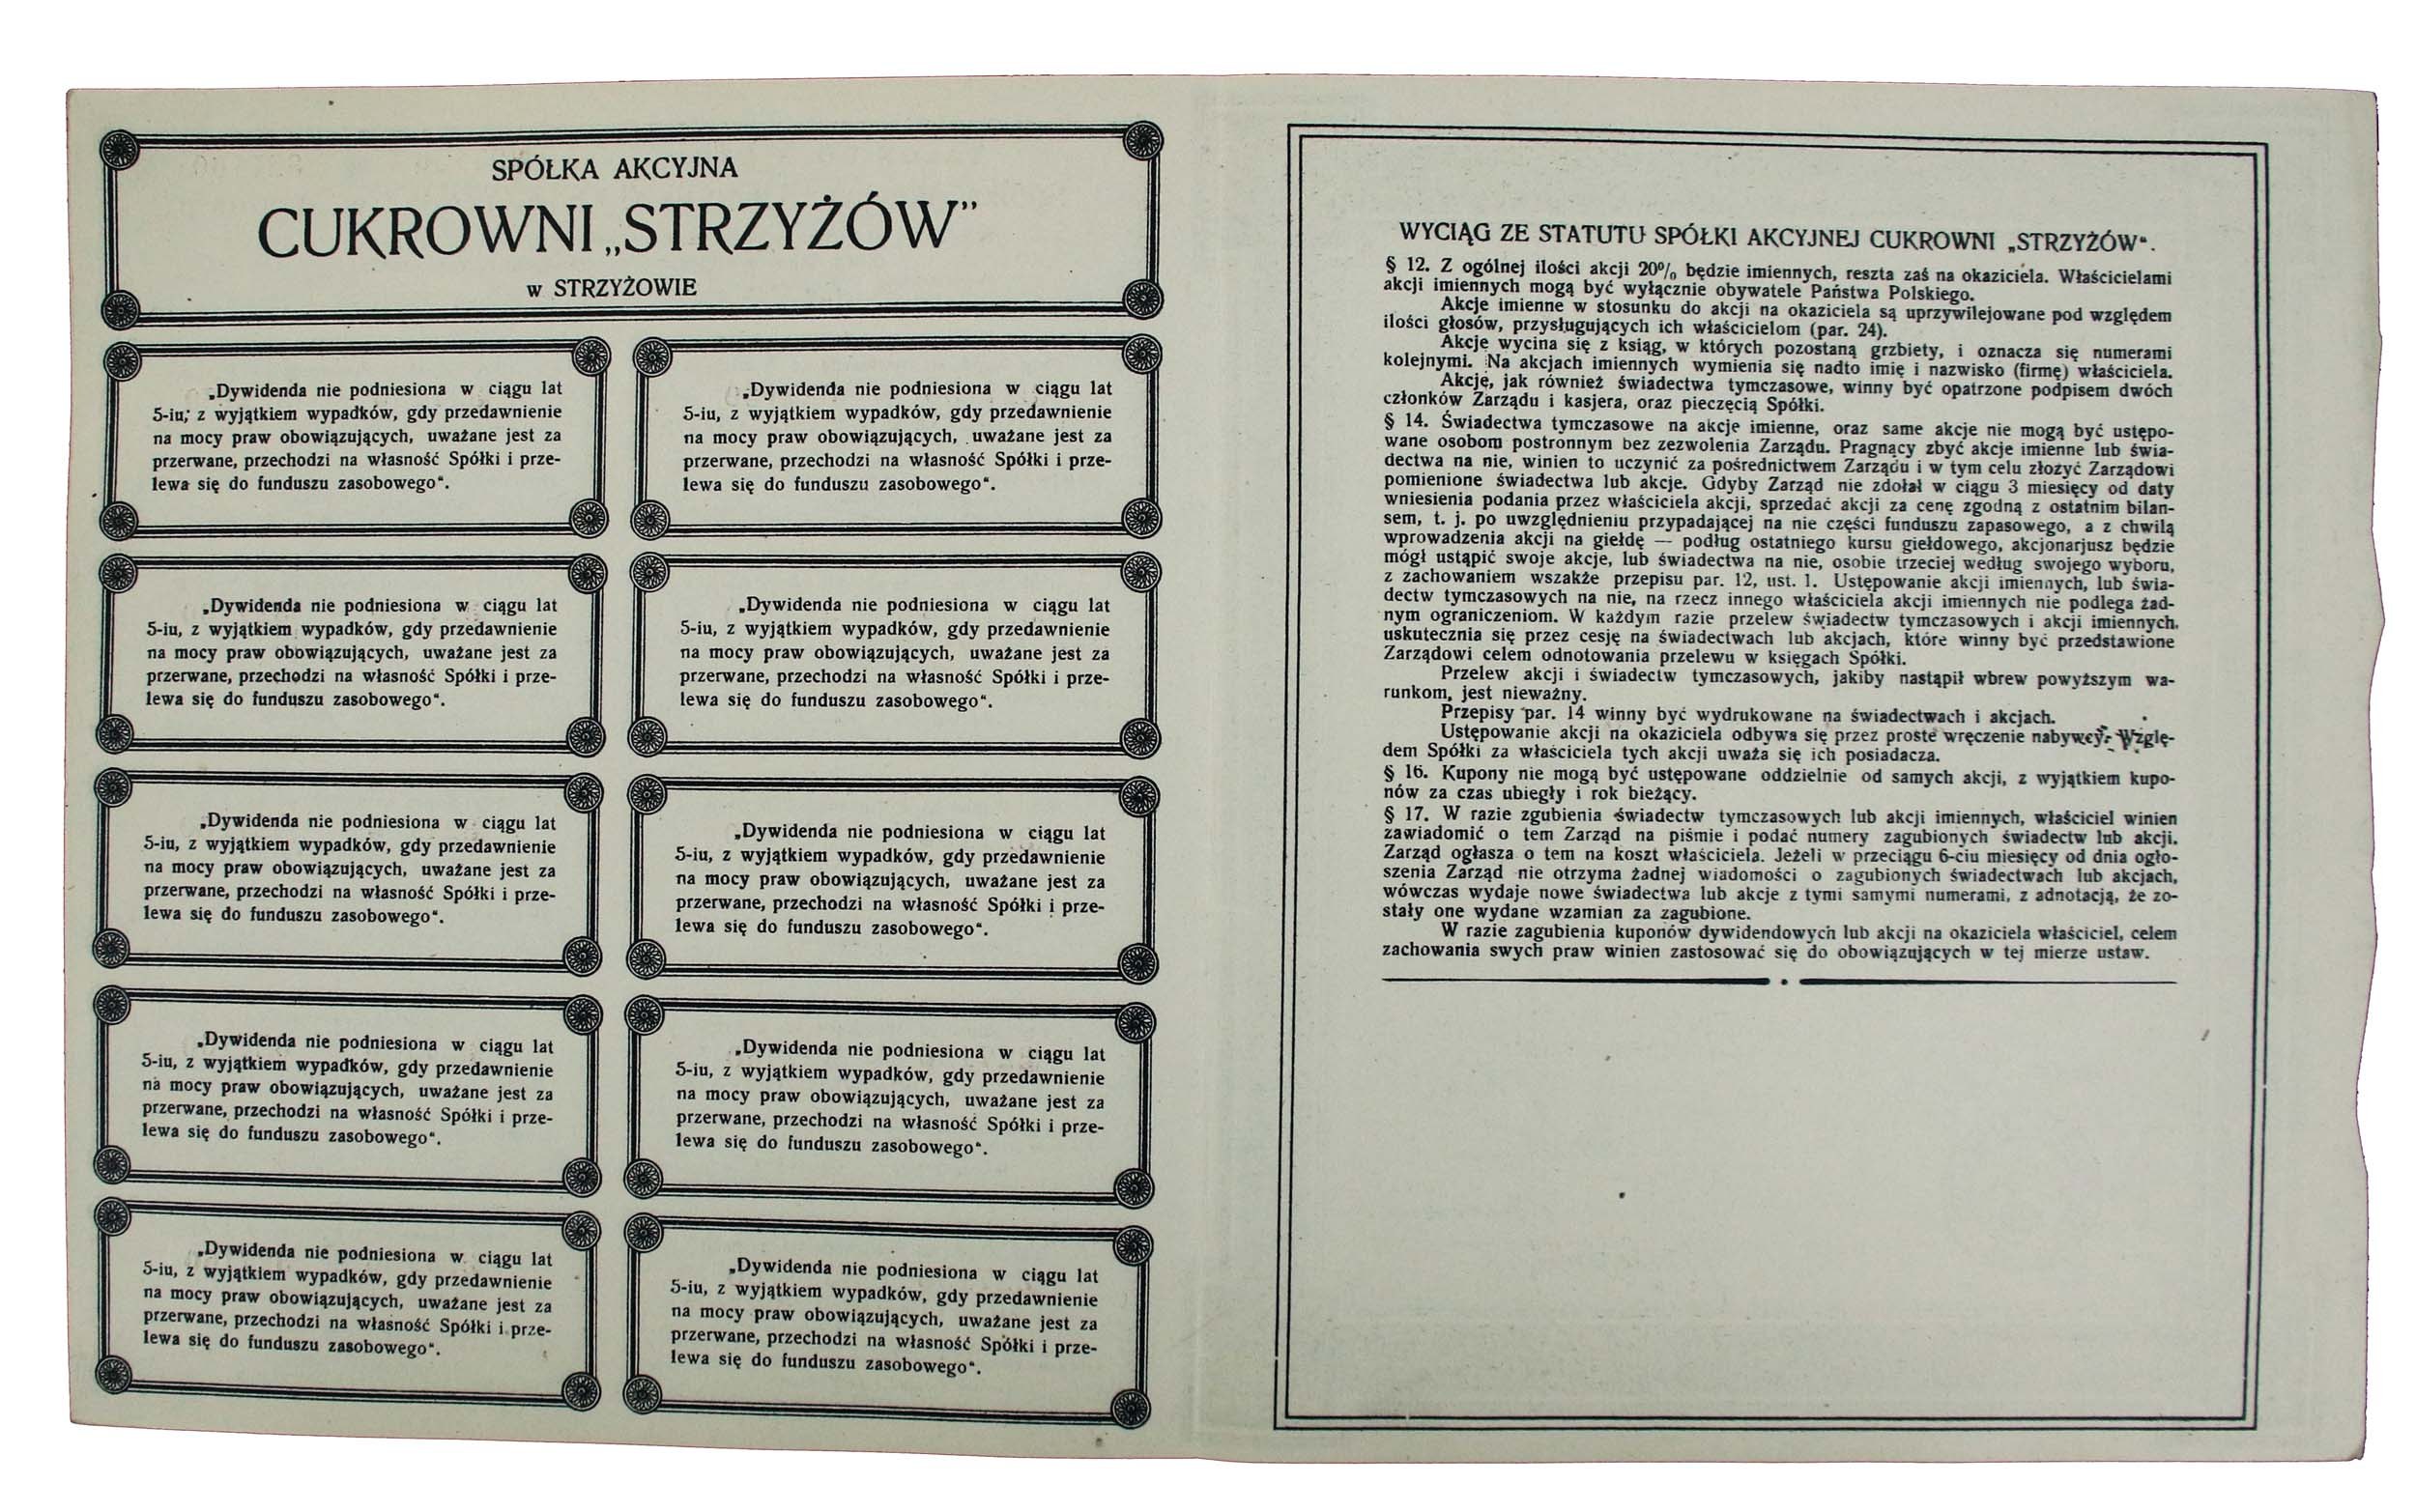 SPÓŁKA AKCYJNA
CUKROWNI „STRZYŻÓW”
w STRZYŻOWIE
„Dywidenda nie podniesiona w ciągu lat
5-iu, z wyjątkiem wypadków, gdy przedawnienie
na mocy praw obowiązujących, uważane jest za
przerwane, przechodzi na własność Spółki i prze-
lewa się do funduszu zasobowego“.
„Dywidenda nie podniesiona w ciągu lat
5-iu, z wyjątkiem wypadków, gdy przedawnienie
na mocy praw obowiązujących, uważane jest za
przerwane, przechodzi na własność Spółki i prze-
lewa się do funduszu zasobowego“.
„Dywidenda nie podniesiona w ciągu lat
5-iu, z wyjątkiem wypadków, gdy przedawnienie
na mocy praw obowiązujących, uważane jest za
przerwane, przechodzi na własność Spółki i prze-
lewa się do funduszu zasobowego“.
„Dywidenda nie podniesiona w ciągu lat
5-iu, z wyjątkiem wypadków, gdy przedawnienie
na mocy praw obowiązujących, uważane jest za
przerwane, przechodzi na własność Spółki i prze-
lewa się do funduszu zasobowego“.
„Dywidenda nie podniesiona w ciągu lat
5-iu, z wyjątkiem wypadków, gdy przedawnienie
na mocy praw obowiązujących, uważane jest za
przerwane, przechodzi na własność Spółki i prze-
lewa się do funduszu zasobowego“.
„Dywidenda nie podniesiona w ciągu lat
5-iu, z wyjątkiem wypadków, gdy przedawnienie
na mocy praw obowiązujących, uważane jest za
przerwane, przechodzi na własność Spółki i prze-
lewa się do funduszu zasobowego“.
„Dywidenda nie podniesiona w ciągu lat
5-iu, z wyjątkiem wypadków, gdy przedawnienie
na mocy praw obowiązujących, uważane jest za
przerwane, przechodzi na własność Spółki i prze-
lewa się do funduszu zasobowego“.
„Dywidenda nie podniesiona w ciągu lat
5-iu, z wyjątkiem wypadków, gdy przedawnienie
na mocy praw obowiązujących, uważane jest za
przerwane, przechodzi na własność Spółki i prze-
lewa się do funduszu zasobowego“.
„Dywidenda nie podniesiona w ciągu lat
5-iu, z wyjątkiem wypadków, gdy przedawnienie
na mocy praw obowiązujących, uważane jest za
przerwane, przechodzi na własność Spółki i prze-
lewa się do funduszu zasobowego“.
„Dywidenda nie podniesiona w ciągu lat
5-iu, z wyjątkiem wypadków, gdy przedawnienie
na mocy praw obowiązujących, uważane jest za
przerwane, przechodzi na własność Spółki i prze-
lewa się do funduszu zasobowego“.
WYCIĄG ZE STATUTU SPÓŁKI AKCYJNEJ CUKROWNI „STRZYŻÓW“.
§ 12. Z ogólnej ilości akcji 20% będzie imiennych, reszta zaś na okaziciela. Właścicielami
akcji imiennych mogą być wyłącznie obywatele Państwa Polskiego.
Akcje imienne w stosunku do akcji na okaziciela są uprzywilejowane pod względem
ilości głosów, przysługujących ich właścicielom (par. 24).
Akcję wycina się z ksiąg, w których pozostaną grzbiety, i oznacza się numerami
kolejnymi. Na akcjach imiennych wymienia się nadto imię i nazwisko (firmę) właściciela.
Akcję, jak również świadectwa tymczasowe, winny być opatrzone podpisem dwóch
członków Zarządu i kasjera, oraz pieczęcią Spółki.
§ 14. Świadectwa tymczasowe na akcje imienne, oraz same akcje nie mogą być ustępo-
wane osobom postronnym bez zezwolenia Zarządu. Pragnący zbyć akcje imienne lub świa-
dectwa na nie, winien to uczynić za pośrednictwem Zarządu i w tym celu złożyć Zarządowi
pomienione świadectwa lub akcje. Gdyby Zarząd nie zdołał w ciągu 3 miesięcy od daty
wniesienia podania przez właściciela akcji, sprzedać akcji za cenę zgodną z ostatnim bilan-
sem, t. j. po uwzględnieniu przypadającej na nie części funduszu zapasowego, a z chwilą
wprowadzenia akcji na giełdę — podług ostatniego kursu giełdowego, akcjonarjusz będzie
mógł ustąpić swoje akcje, lub świadectwa na nie, osobie trzeciej według swojego wyboru,
z zachowaniem wszakże przepisu par. 12, ust. 1. Ustępowanie akcji imiennych, lub świa-
dectw tymczasowych na nie, na rzecz innego właściciela akcji imiennych nie podlega żad-
nym ograniczeniom. W każdym razie przelew świadectw tymczasowych i akcji imiennych,
uskutecznia się przez cesję na świadectwach lub akcjach, które winny być przedstawione
Zarządowi celem odnotowania przelewu w księgach Spółki.
Przelew akcji i świadectw tymczasowych, jakiby nastąpił wbrew powyższym wa-
runkom, jest nieważny.
Przepisy par. 14 winny być wydrukowane na świadectwach i akcjach.
Ustępowanie akcji na okaziciela odbywa się przez proste wręczenie nabywcy. Wzglę-
dem Spółki za właściciela tych akcji uważa się ich posiadacza.
§ 16. Kupony nie mogą być ustępowane oddzielnie od samych akcji, z wyjątkiem kupo-
nów za czas ubiegły i rok bieżący.
§ 17. W razie zgubienia świadectw tymczasowych lub akcji imiennych, właściciel winien
zawiadomić o tem Zarząd na piśmie i podać numery zagubionych świadectw lub akcji.
Zarząd ogłasza o tem na koszt właściciela. Jeżeli w przeciągu 6-ciu miesięcy od dnia ogło-
szenia Zarząd nie otrzyma żadnej wiadomości o zagubionych świadectwach lub akcjach,
wówczas wydaje nowe świadectwa lub akcje z tymi samymi numerami, z adnotacją, że zo-
stały one wydane wzamian za zagubione.
W razie zagubienia kuponów dywidendowych lub akcji na okaziciela właściciel, celem
zachowania swych praw winien zastosować się do obowiązujących w tej mierze ustaw.